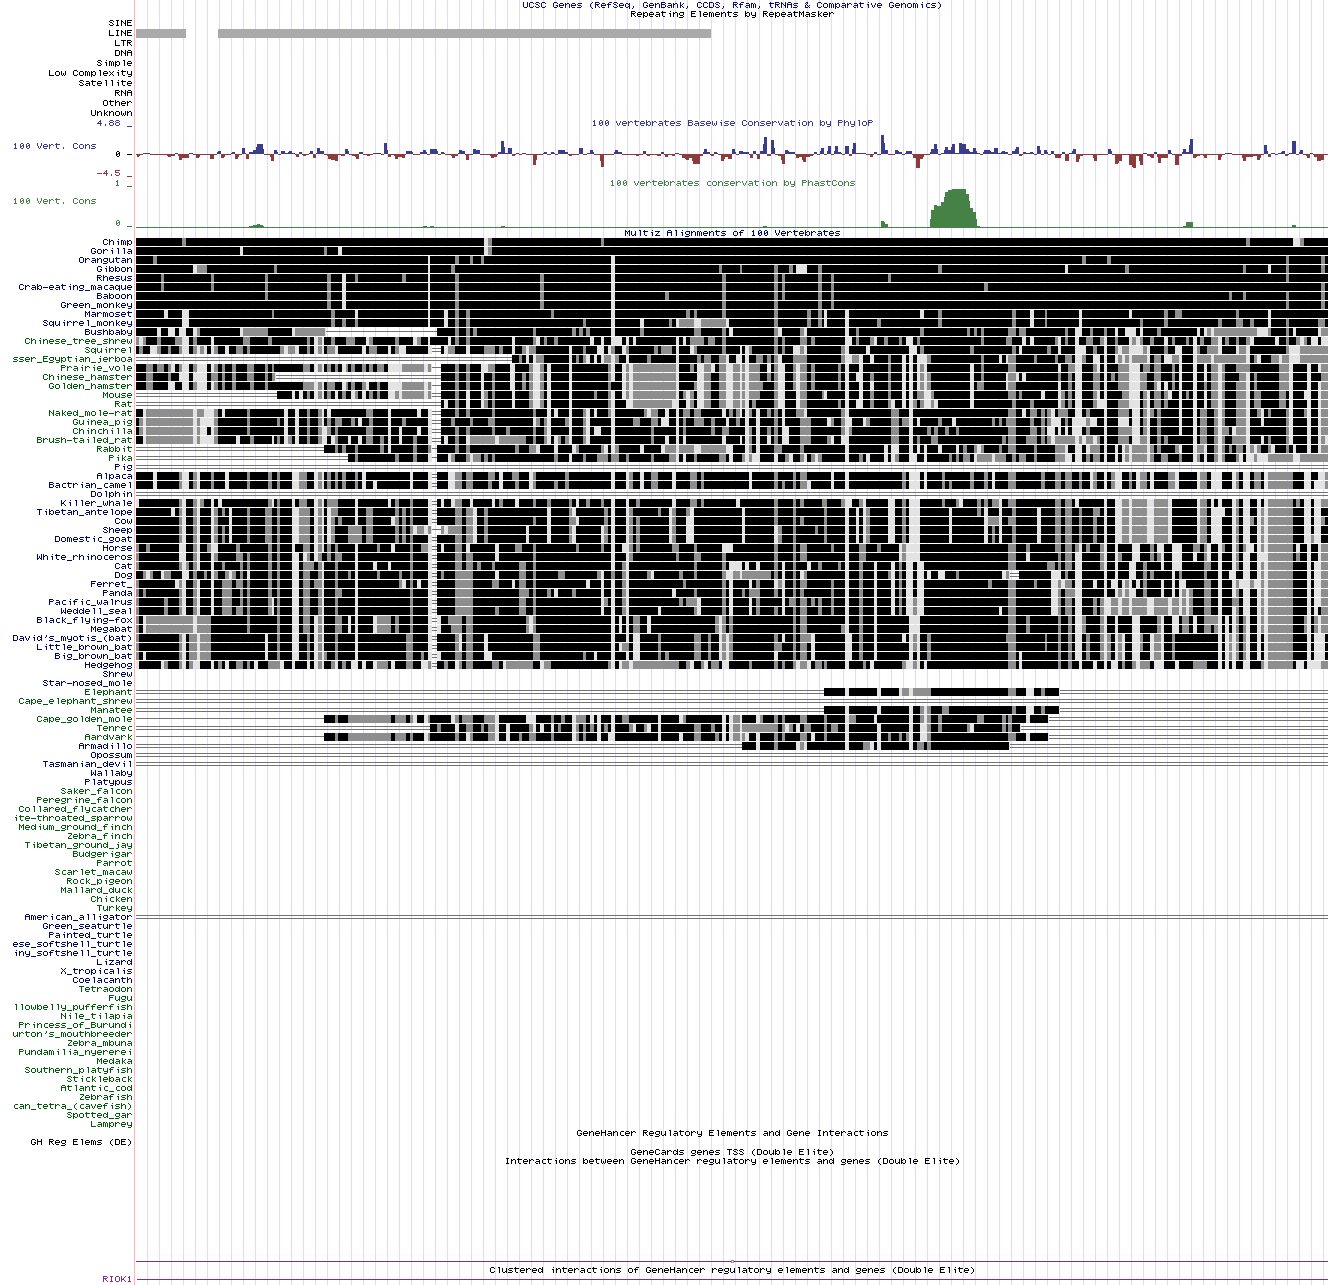 UCSC Genes (RefSeq, GenBank, CCDS, Rfam, tRNAs & Comparative Genomics)
Repeating Elements by RepeatMasker
SINE
LINE
LTR
DNA
Simple
Low Complexity
Satellite
RNA
Other
Unknown
4.88 _
100 vertebrates Basewise Conservation by PhyloP
100 Vert. Cons
0 -
-4.5 _
1 _
100 vertebrates conservation by PhastCons
100 Vert. Cons
0 _
Multiz Alignments of 100 Vertebrates
Chimp
Gorilla
Orangutan
Gibbon
Rhesus
Crab-eating_macaque
Baboon
Green_monkey
Marmoset
Squirrel_monkey
Bushbaby
Chinese_tree_shrew
Squirrel
sser_Egyptian_jerboa
Prairie_vole
Chinese_hamster
Golden_hamster
Mouse
Rat
Naked_mole-rat
Guinea_pig
Chinchilla
Brush-tailed_rat
Rabbit
Pika
Pig
Alpaca
Bactrian_camel
Dolphin
Killer_whale
Tibetan_antelope
Cow
Sheep
Domestic_goat
Horse
White_rhinoceros
Cat
Dog
Ferret_
Panda
Pacific_walrus
Weddell_seal
Black_flying-fox
Megabat
David's_myotis_(bat)
Little_brown_bat
Big_brown_bat
Hedgehog
Shrew
Star-nosed_mole
Elephant
Cape_elephant_shrew
Manatee
Cape_golden_mole
Tenrec
Aardvark
Armadillo
Opossum
Tasmanian_devil
Wallaby
Platypus
Saker_falcon
Peregrine_falcon
Collared_flycatcher
ite-throated_sparrow
Medium_ground_finch
Zebra_finch
Tibetan_ground_jay
Budgerigar
Parrot
Scarlet_macaw
Rock_pigeon
Mallard_duck
Chicken
Turkey
American_alligator
Green_seaturtle
Painted_turtle
ese_softshell_turtle
iny_softshell_turtle
Lizard
X_tropicalis
Coelacanth
Tetraodon
Fugu
llowbelly_pufferfish
Nile_tilapia
Princess_of_Burundi
urton's_mouthbreeder
Zebra_mbuna
Pundamilia_nyererei
Medaka
Southern_platyfish
Stickleback
Atlantic_cod
Zebrafish
can_tetra_(cavefish)
Spotted_gar
Lamprey
GeneHancer Regulatory Elements and Gene Interactions
GH Reg Elems (DE)
GeneCards genes TSS (Double Elite)
Interactions between GeneHancer regulatory elements and genes (Double Elite)
Clustered interactions of GeneHancer regulatory elements and genes (Double Elite)
RIOK1